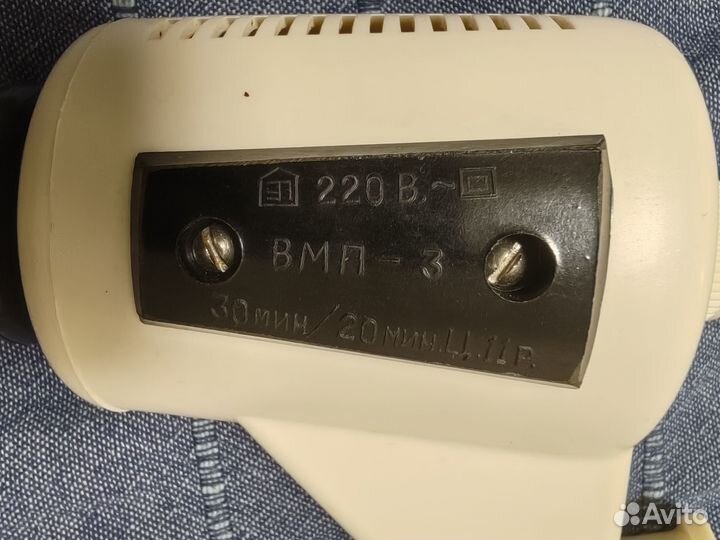 220 В.~
ВМП - 3
30 мин/20 мин. Ц. 11 р.
Avito